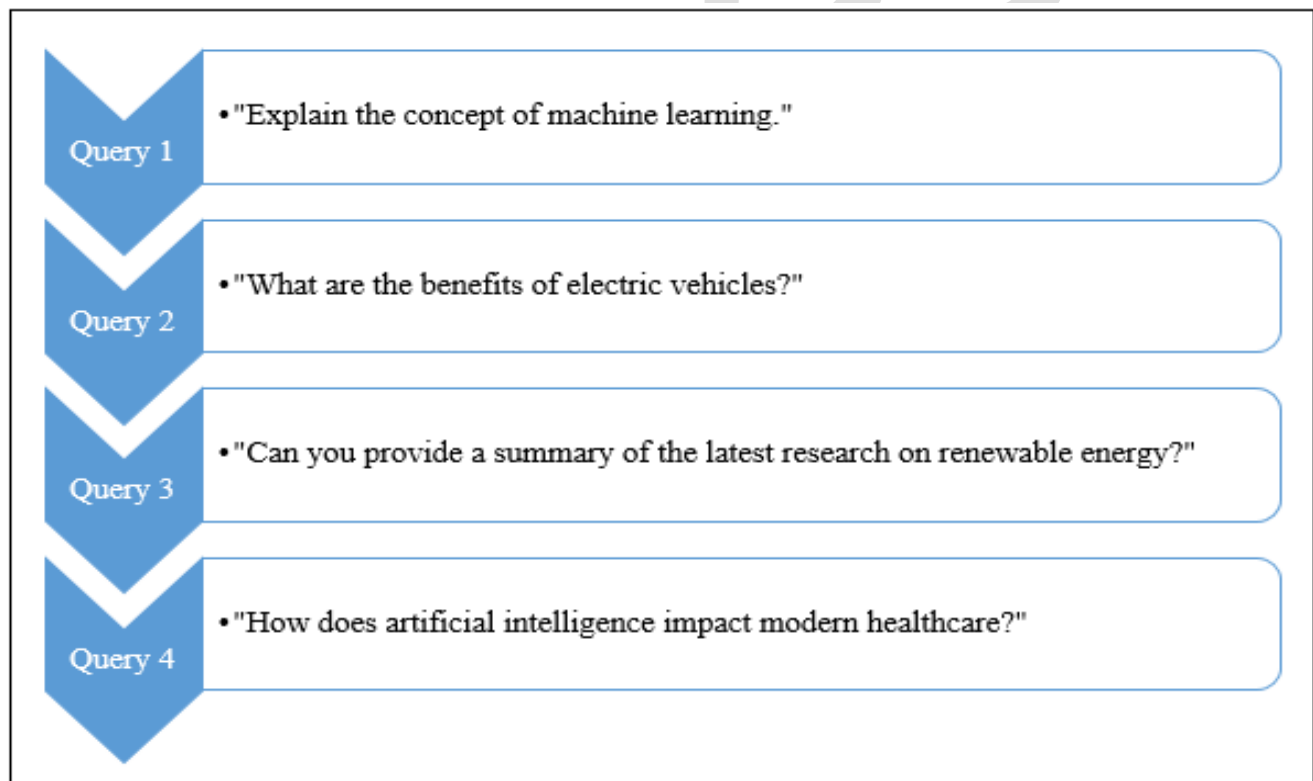 Query 1
•"Explain the concept of machine learning."
Query 2
•"What are the benefits of electric vehicles?"
Query 3
•"Can you provide a summary of the latest research on renewable energy?"
Query 4
•"How does artificial intelligence impact modern healthcare?"